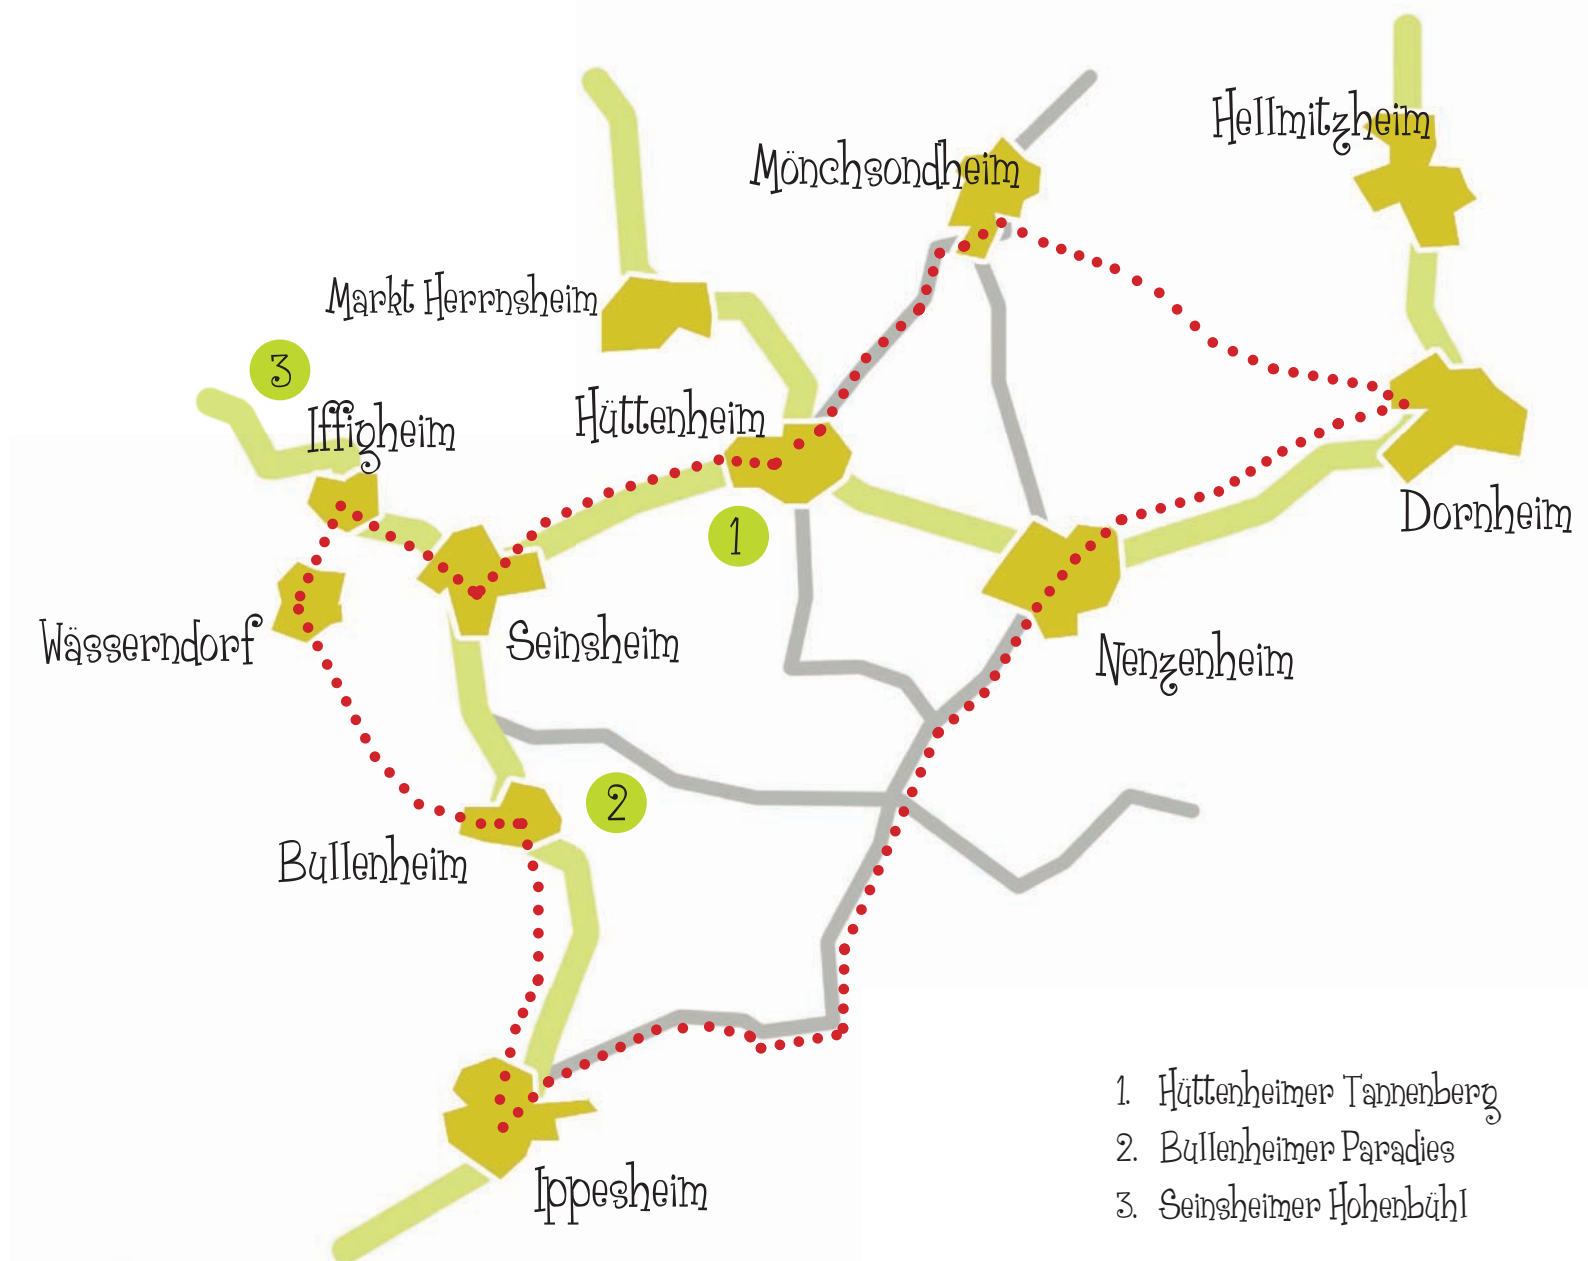 Hellmitzheim
Mönchsondheim
Markt Herrnsheim
3
Iffigheim
Hüttenheim
Dornheim
1
Wässerndorf
Seinsheim
Nenzenheim
2
Bullenheim
Ippesheim
1. Hüttenheimer Tannenberg
2. Bullenheimer Paradies
3. Seinsheimer Hohenbühl